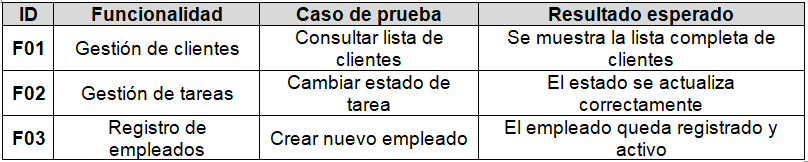 ID Funcionalidad Caso de prueba Resultado esperado
F01 Gestión de clientes Consultar lista de clientes Se muestra la lista completa de clientes
F02 Gestión de tareas Cambiar estado de tarea El estado se actualiza correctamente
F03 Registro de empleados Crear nuevo empleado El empleado queda registrado y activo